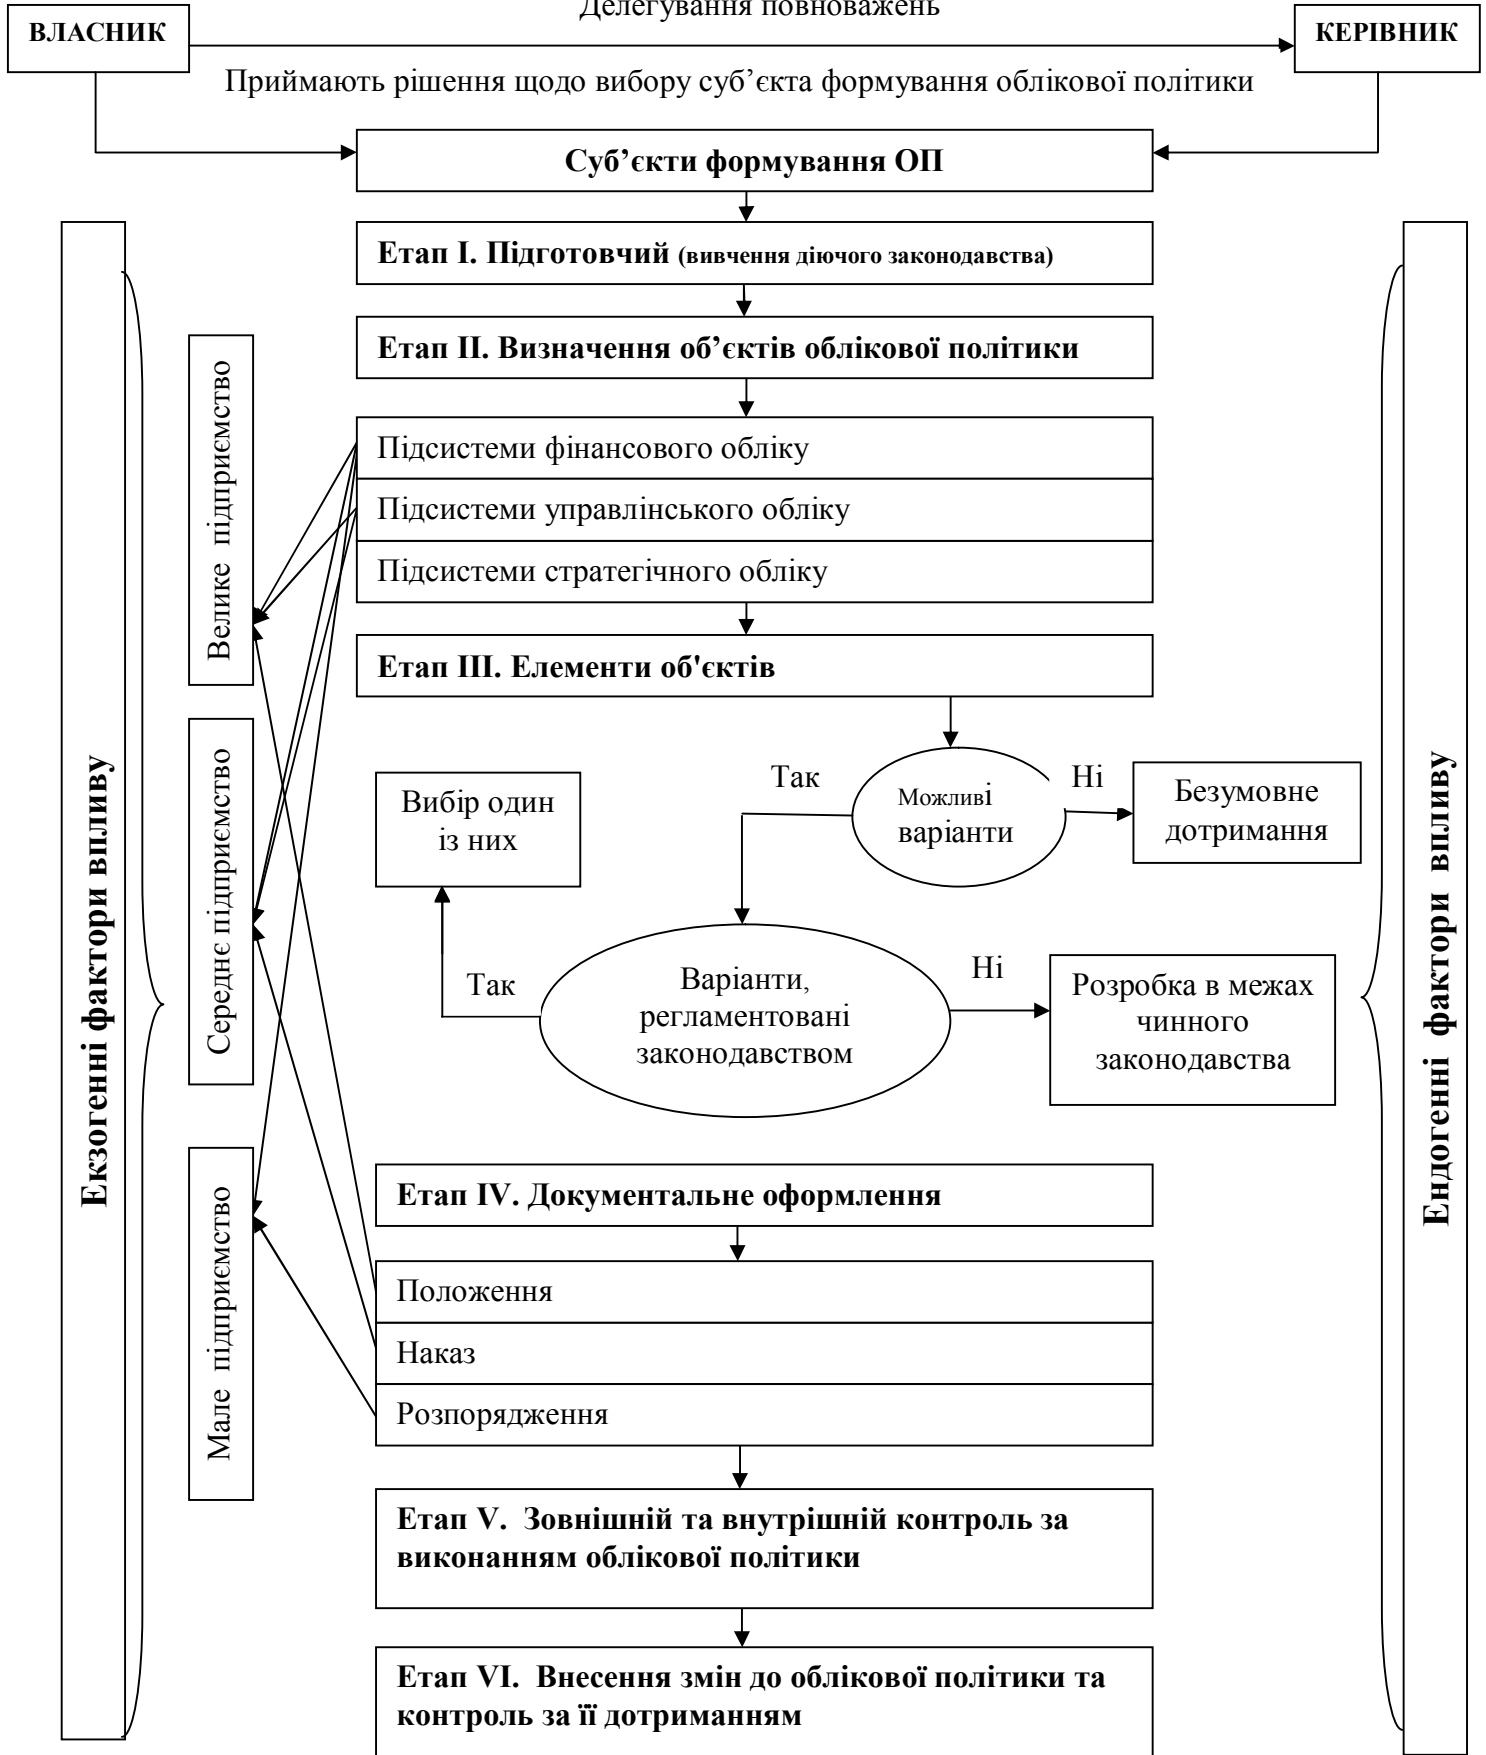 Делегування повноважень
ВЛАСНИК
КЕРІВНИК
Приймають рішення щодо вибору суб’єкта формування облікової політики
Суб’єкти формування ОП
Етап І. Підготовчий (вивчення діючого законодавства)
Етап ІІ. Визначення об’єктів облікової політики
Підсистеми фінансового обліку
Підсистеми управлінського обліку
Підсистеми стратегічного обліку
Етап ІІІ. Елементи об'єктів
Екзогенні фактори впливу
Ендогенні фактори впливу
Велике підприємство
Середнє підприємство
Мале підприємство
Так
Можливі
варіанти
Ні
Безумовне
дотримання
Вибір один
із них
Так
Варіанти,
регламентовані
законодавством
Ні
Розробка в межах
чинного
законодавства
Етап IV. Документальне оформлення
Положення
Наказ
Розпорядження
Етап V. Зовнішній та внутрішній контроль за
виконанням облікової політики
Етап VI. Внесення змін до облікової політики та
контроль за її дотриманням